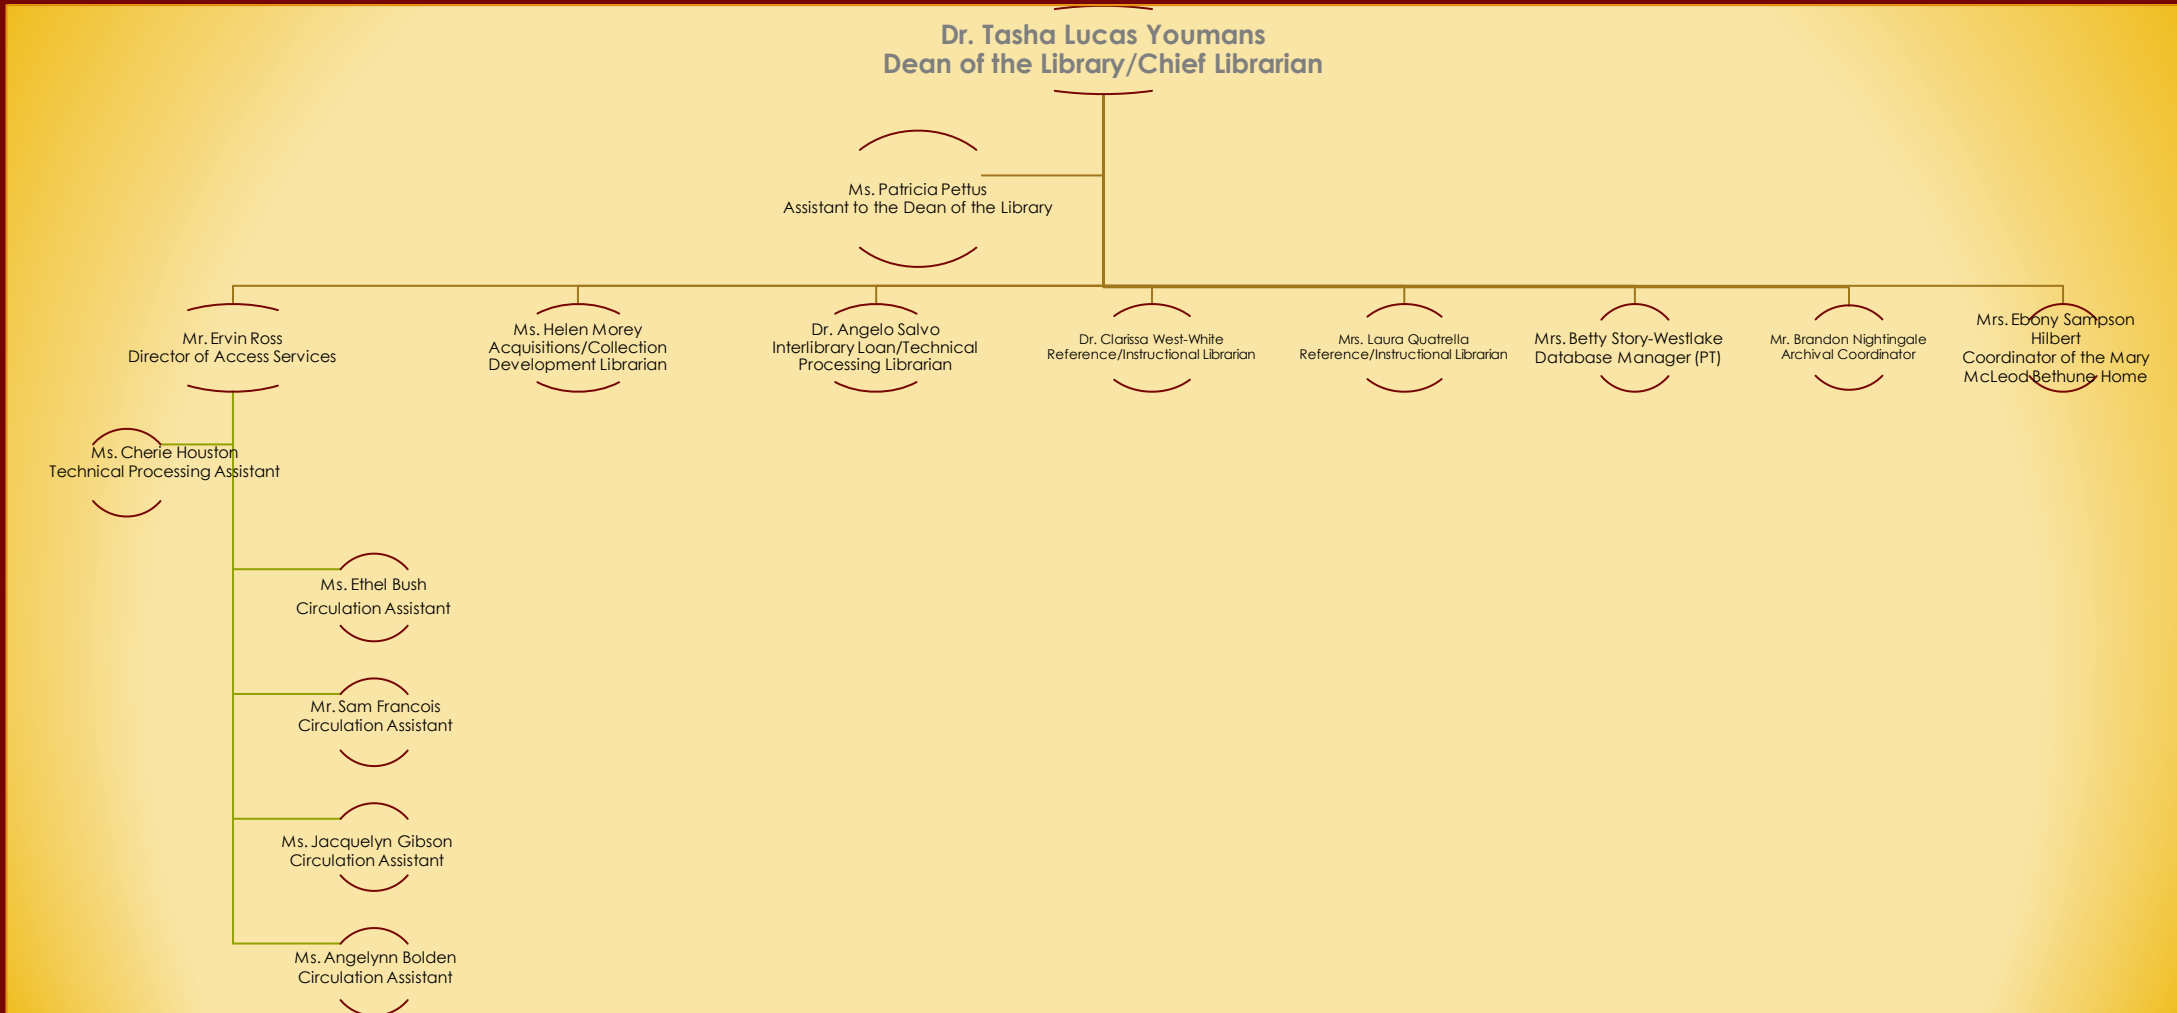 Dr. Tasha Lucas Youmans
Dean of the Library/Chief Librarian
Ms. Patricia Pettus
Assistant to the Dean of the Library
Mr. Ervin Ross
Director of Access Services
Ms. Helen Morey
Acquisitions/Collection
Development Librarian
Dr. Angelo Salvo
Interlibrary Loan/Technical
Processing Librarian
Dr. Clarissa West-White
Reference/Instructional Librarian
Mrs. Laura Quatrella
Reference/Instructional Librarian
Mrs. Betty Story-Westlake
Database Manager (PT)
Mr. Brandon Nightingale
Archival Coordinator
Mrs. Ebony Sampson
Hilbert
Coordinator of the Mary
McLeod Bethune Home
Ms. Cherie Houston
Technical Processing Assistant
Ms. Ethel Bush
Circulation Assistant
Mr. Sam Francois
Circulation Assistant
Ms. Jacquelyn Gibson
Circulation Assistant
Ms. Angelynn Bolden
Circulation Assistant